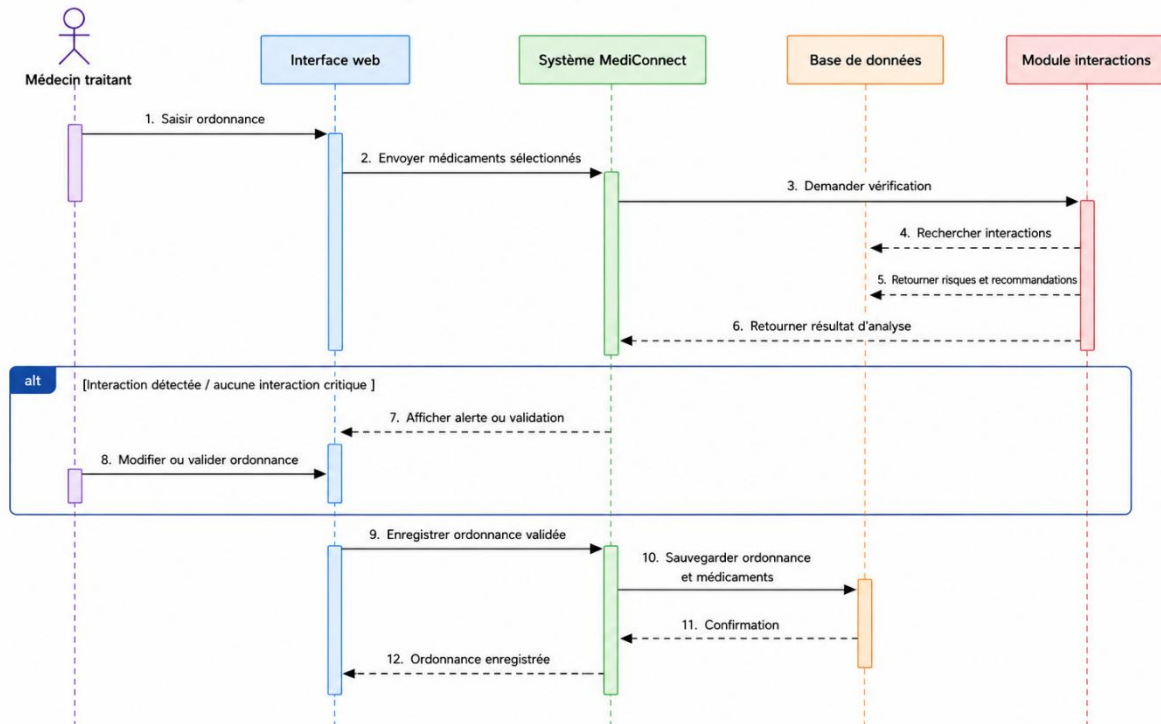 Médecin traitant
Interface web
Système MediConnect
Base de données
Module interactions
1. Saisir ordonnance
2. Envoyer médicaments sélectionnés
3. Demander vérification
4. Rechercher interactions
5. Retourner risques et recommandations
6. Retourner résultat d'analyse
alt
[Interaction détectée / aucune interaction critique ]
7. Afficher alerte ou validation
8. Modifier ou valider ordonnance
9. Enregistrer ordonnance validée
10. Sauvegarder ordonnance
et médicaments
11. Confirmation
12. Ordonnance enregistrée